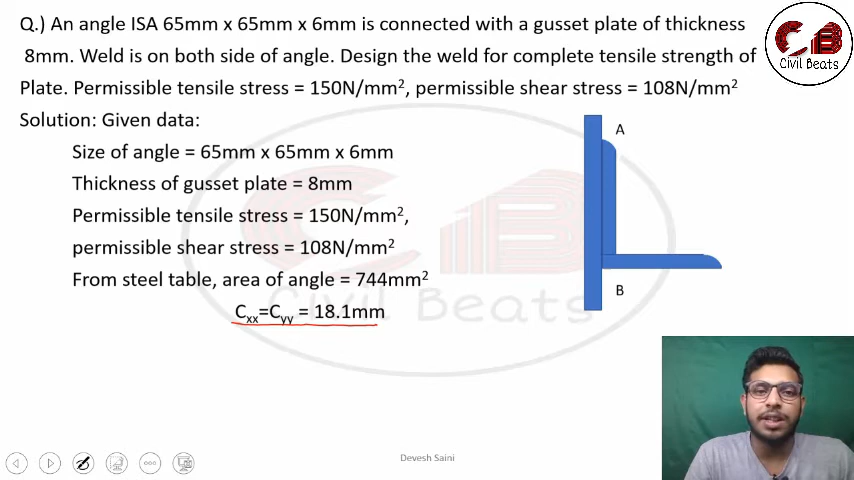 Q.) An angle ISA 65mm x 65mm x 6mm is connected with a gusset plate of thickness
8mm. Weld is on both side of angle. Design the weld for complete tensile strength of
Plate. Permissible tensile stress = 150N/mm², permissible shear stress = 108N/mm²
Solution: Given data:
Size of angle = 65mm x 65mm x 6mm
Thickness of gusset plate = 8mm
Permissible tensile stress = 150N/mm²,
permissible shear stress = 108N/mm²
From steel table, area of angle = 744mm²
Cxx=Cyy = 18.1mm
A
B
CB
Civil Beats
Civil Beats
Devesh Saini